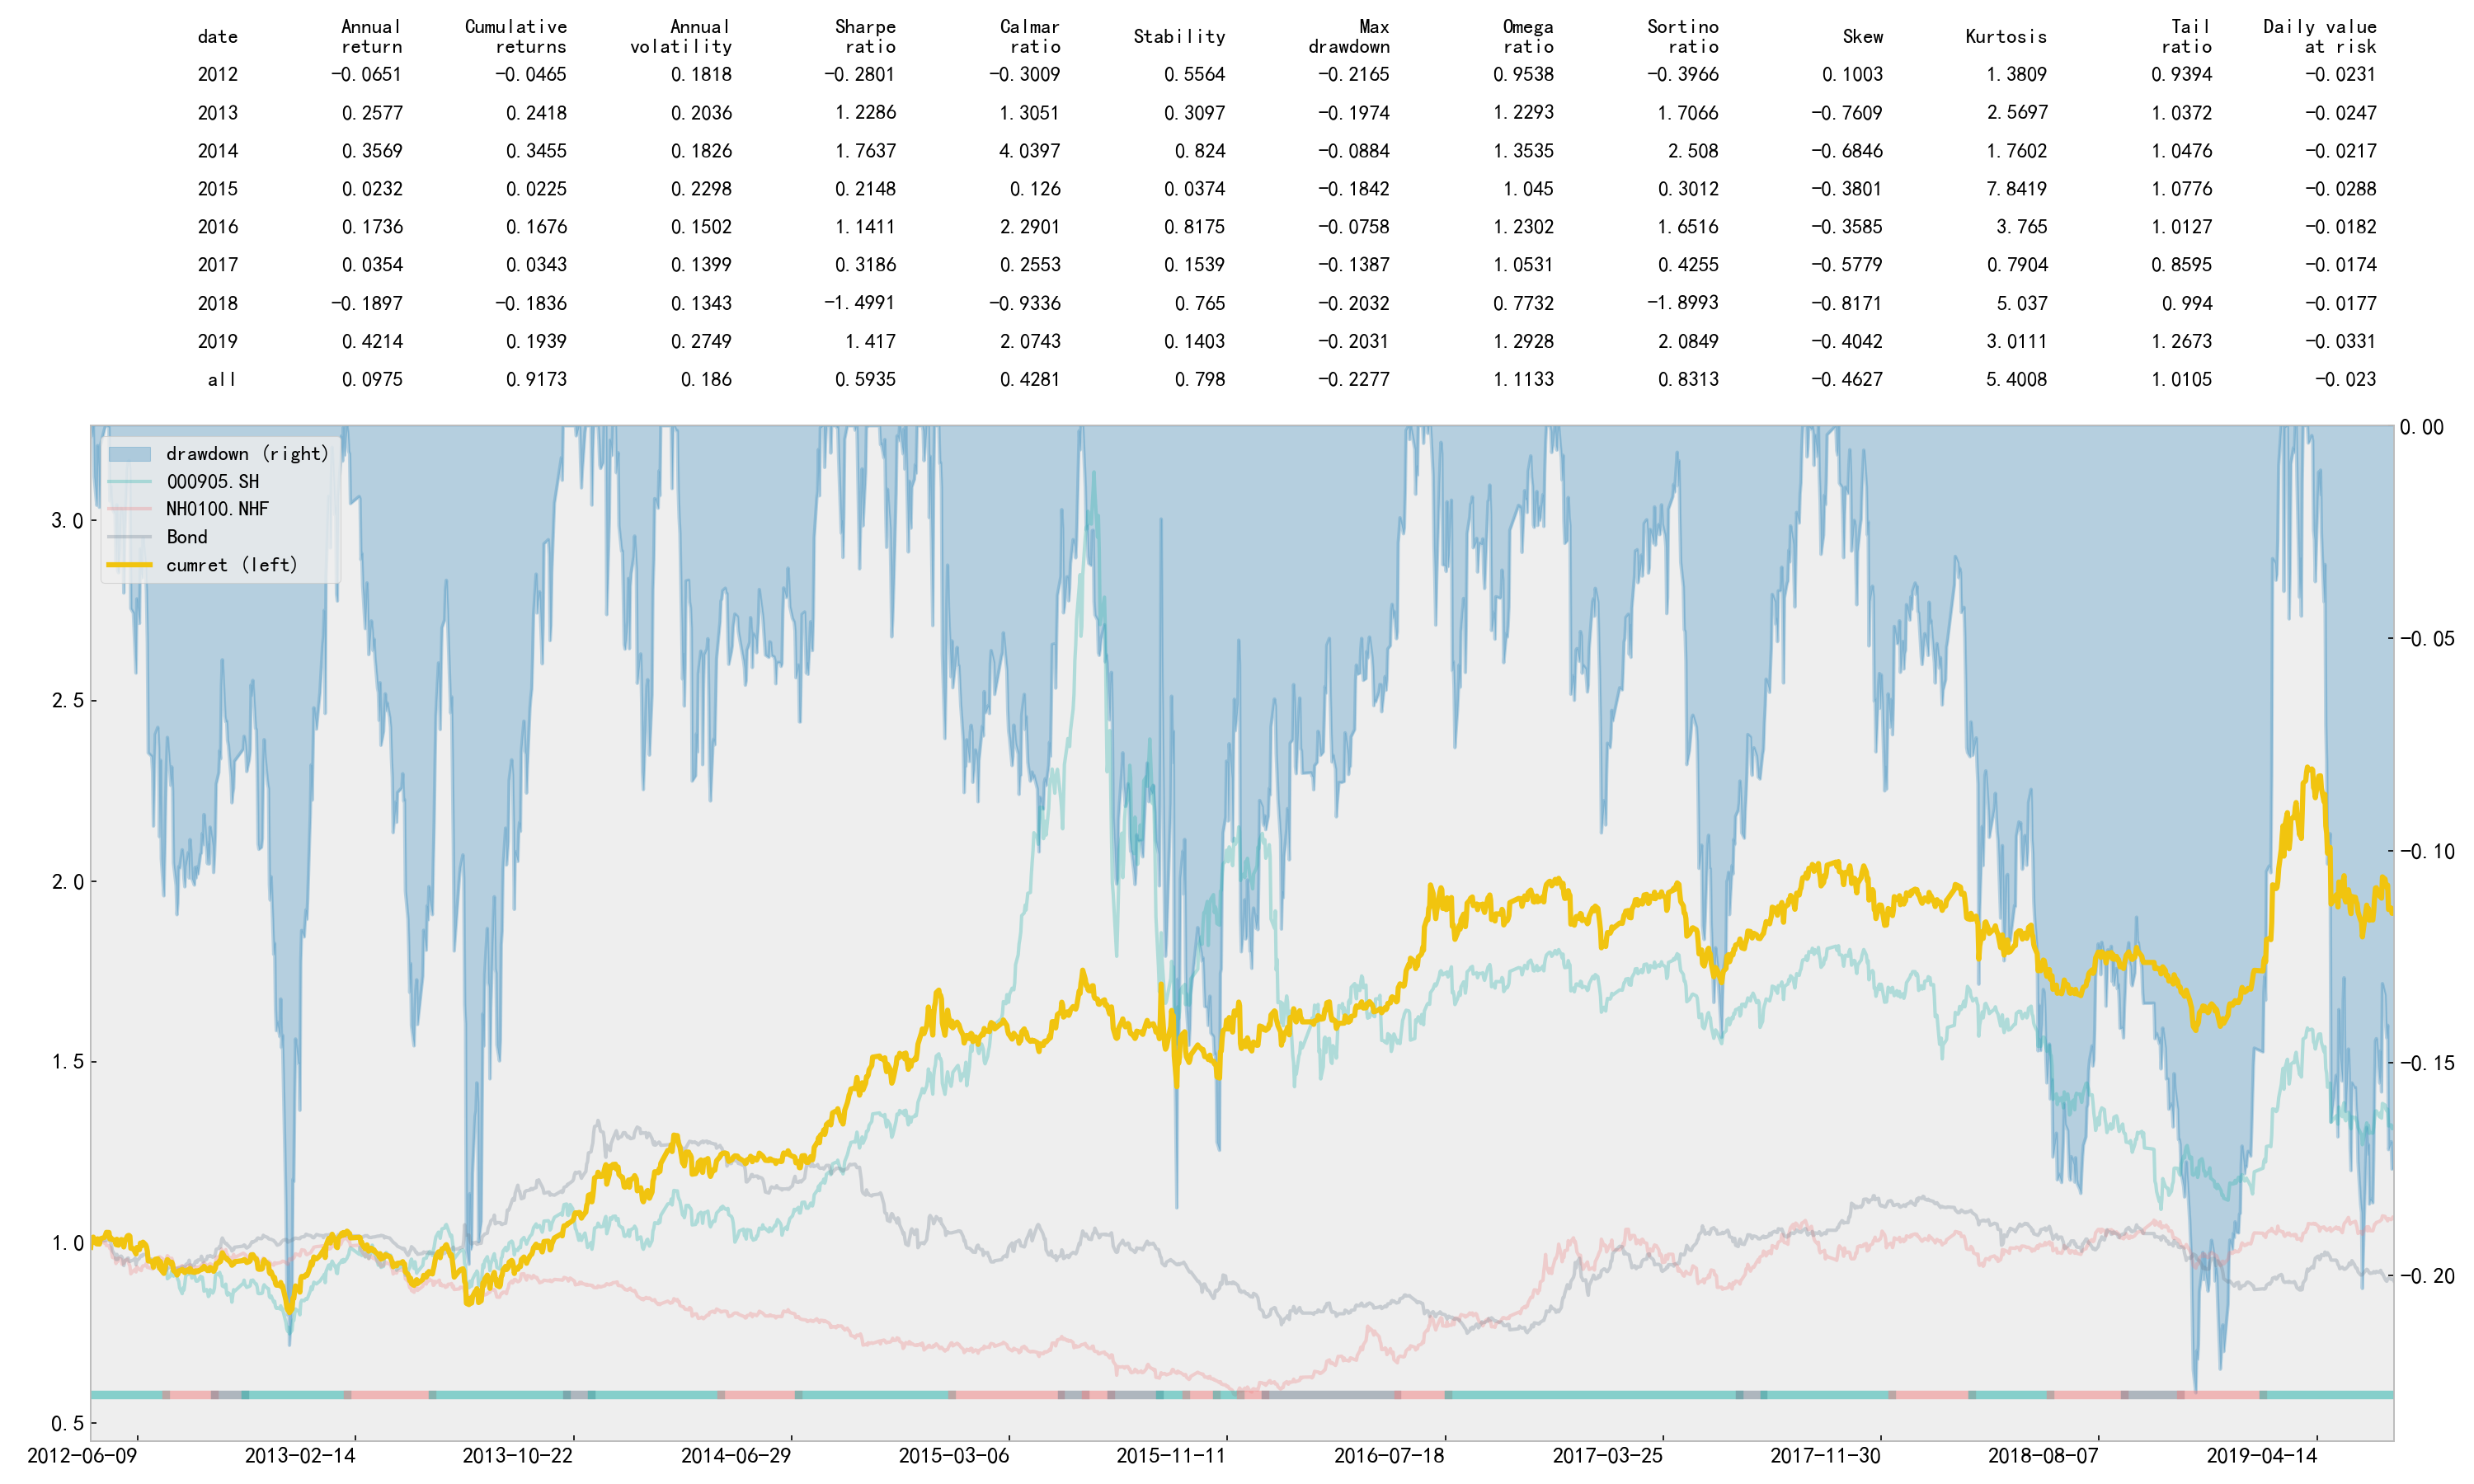 date Annual return Cumulative returns Annual volatility Sharpe ratio Calmar ratio Stability Max drawdown Omega ratio Sortino ratio Skew Kurtosis Tail ratio Daily value at risk
2012 -0.0651 -0.0465 0.1818 -0.2801 -0.3009 0.5564 -0.2165 0.9538 -0.3966 0.1003 1.3809 0.9394 -0.0231
2013 0.2577 0.2418 0.2036 1.2286 1.3051 0.3097 -0.1974 1.2293 1.7066 -0.7609 2.5697 1.0372 -0.0247
2014 0.3569 0.3455 0.1826 1.7637 4.0397 0.824 -0.0884 1.3535 2.508 -0.6846 1.7602 1.0476 -0.0217
2015 0.0232 0.0225 0.2298 0.2148 0.126 0.0374 -0.1842 1.045 0.3012 -0.3801 7.8419 1.0776 -0.0288
2016 0.1736 0.1676 0.1502 1.1411 2.2901 0.8175 -0.0758 1.2302 1.6516 -0.3585 3.765 1.0127 -0.0182
2017 0.0354 0.0343 0.1399 0.3186 0.2553 0.1539 -0.1387 1.0531 0.4255 -0.5779 0.7904 0.8595 -0.0174
2018 -0.1897 -0.1836 0.1343 -1.4991 -0.9336 0.765 -0.2032 0.7732 -1.8993 -0.8171 5.037 0.994 -0.0177
2019 0.4214 0.1939 0.2749 1.417 2.0743 0.1403 -0.2031 1.2928 2.0849 -0.4042 3.0111 1.2673 -0.0331
all 0.0975 0.9173 0.186 0.5935 0.4281 0.798 -0.2277 1.1133 0.8313 -0.4627 5.4008 1.0105 -0.023
drawdown (right)
000905.SH
NH0100.NHF
Bond
cumret (left)
3.0
2.5
2.0
1.5
1.0
0.5
0.00
-0.05
-0.10
-0.15
-0.20
2012-06-09 2013-02-14 2013-10-22 2014-06-29 2015-03-06 2015-11-11 2016-07-18 2017-03-25 2017-11-30 2018-08-07 2019-04-14